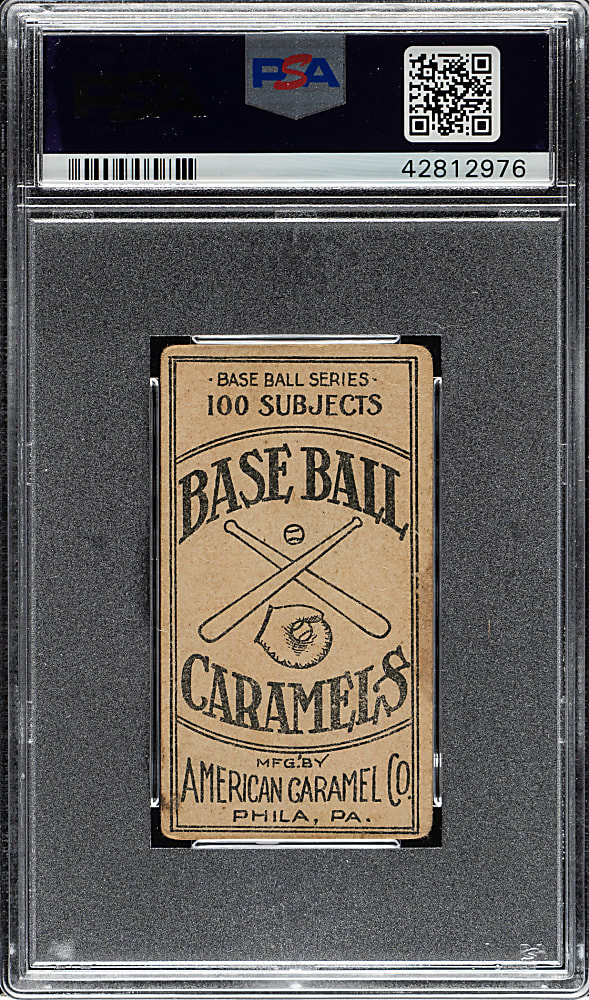 PSA
42812976
· BASE BALL SERIES ·
100 SUBJECTS
BASE BALL
CARAMELS
MFG. BY
AMERICAN CARAMEL CO.
PHILA, PA.